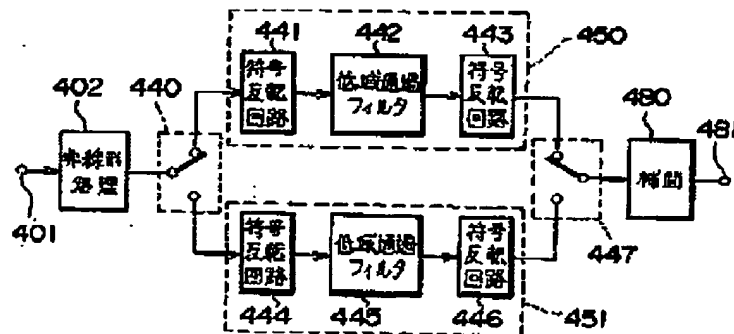 441
442
443
450
符号
反転
回路
低域通過
フィルタ
符号
反転
回路
402
440
480
481
非線形
処理
補間
401
447
符号
反転
回路
低域通過
フィルタ
符号
反転
回路
444
445
446
451